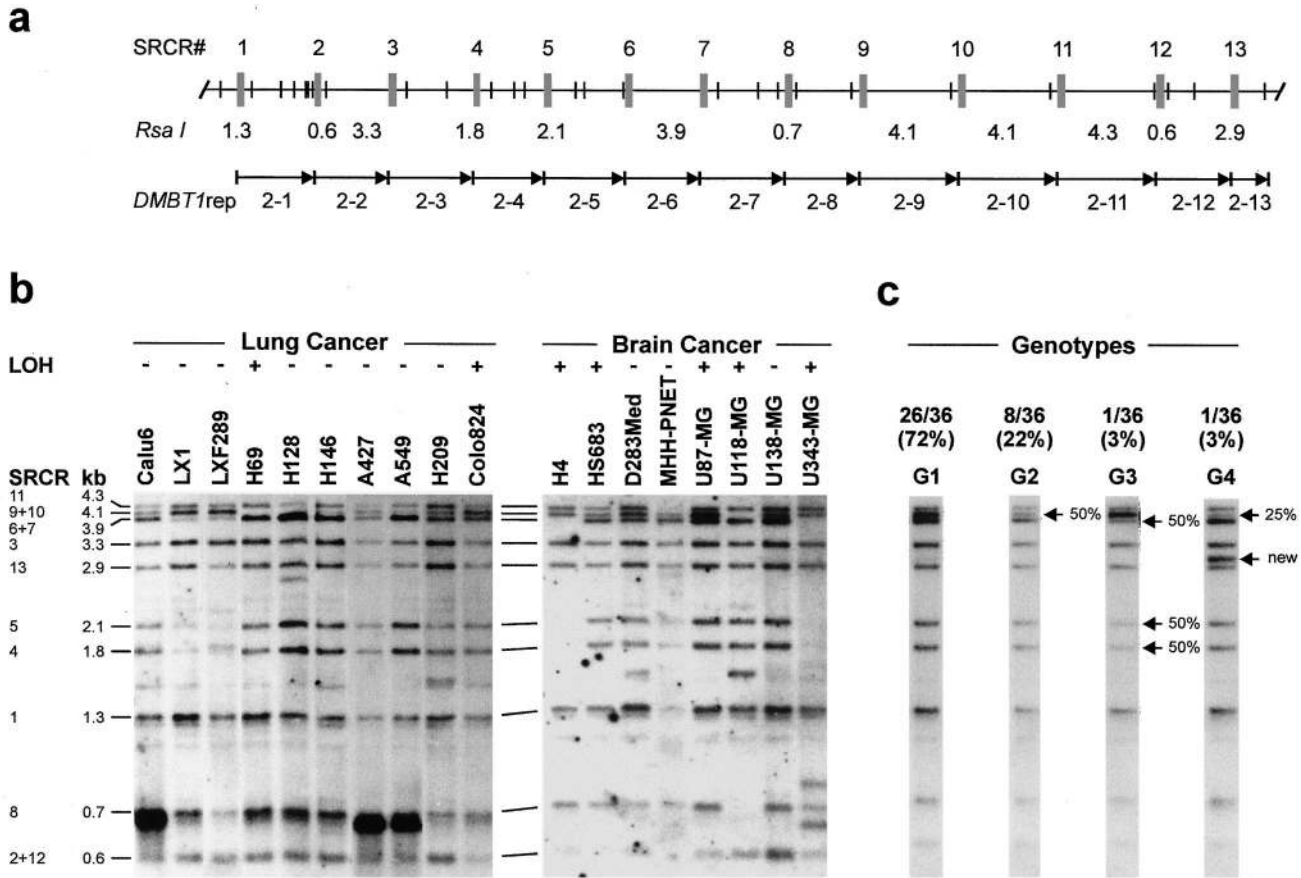 a
SRCR# 1 2 3 4 5 6 7 8 9 10 11 12 13
Rsa I 1.3 0.6 3.3 1.8 2.1 3.9 0.7 4.1 4.1 4.3 0.6 2.9
DMBT1rep 2-1 2-2 2-3 2-4 2-5 2-6 2-7 2-8 2-9 2-10 2-11 2-12 2-13
b
Lung Cancer
Brain Cancer
LOH - - - + - - - - - + + + - - + + - +
SRCR kb Calu6 LX1 LXF289 H69 H128 H146 A427 A549 H209 Colo824 H4 HS683 D283Med MHH-PNET U87-MG U118-MG U138-MG U343-MG
11 4.3
9+10 4.1
6+7 3.9
3 3.3
13 2.9
5 2.1
4 1.8
1 1.3
8 0.7
2+12 0.6
c
Genotypes
26/36 8/36 1/36 1/36
(72%) (22%) (3%) (3%)
G1 G2 G3 G4
50% 50% 25%
new
50%
50%